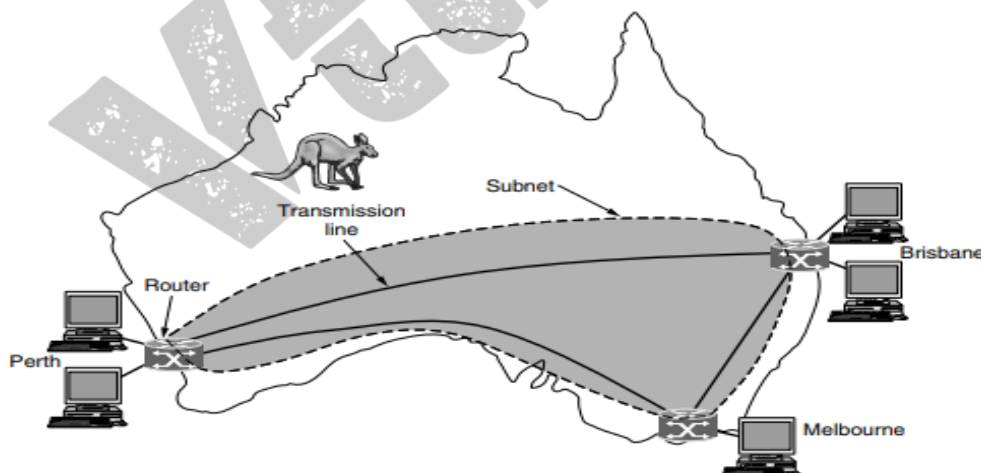 Subnet
Transmission
line
Brisbane
Router
Perth
Melbourne